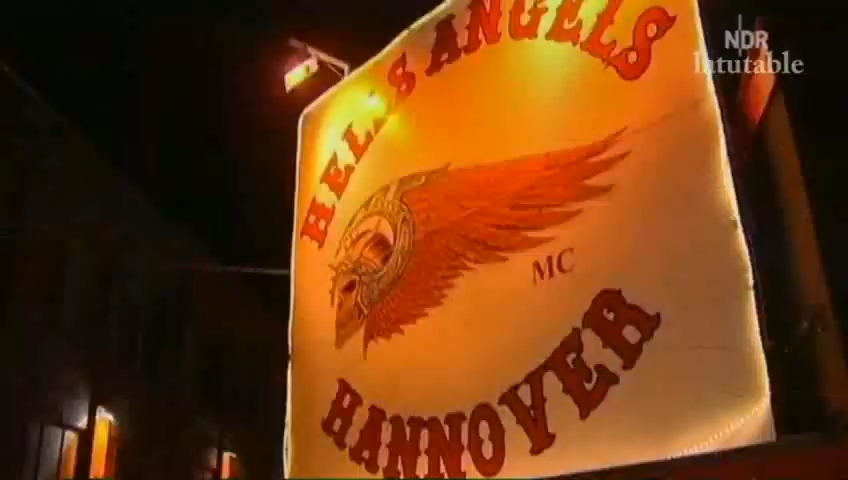 NDR
Intutable
HELLS ANGELS
MC
HANNOVER